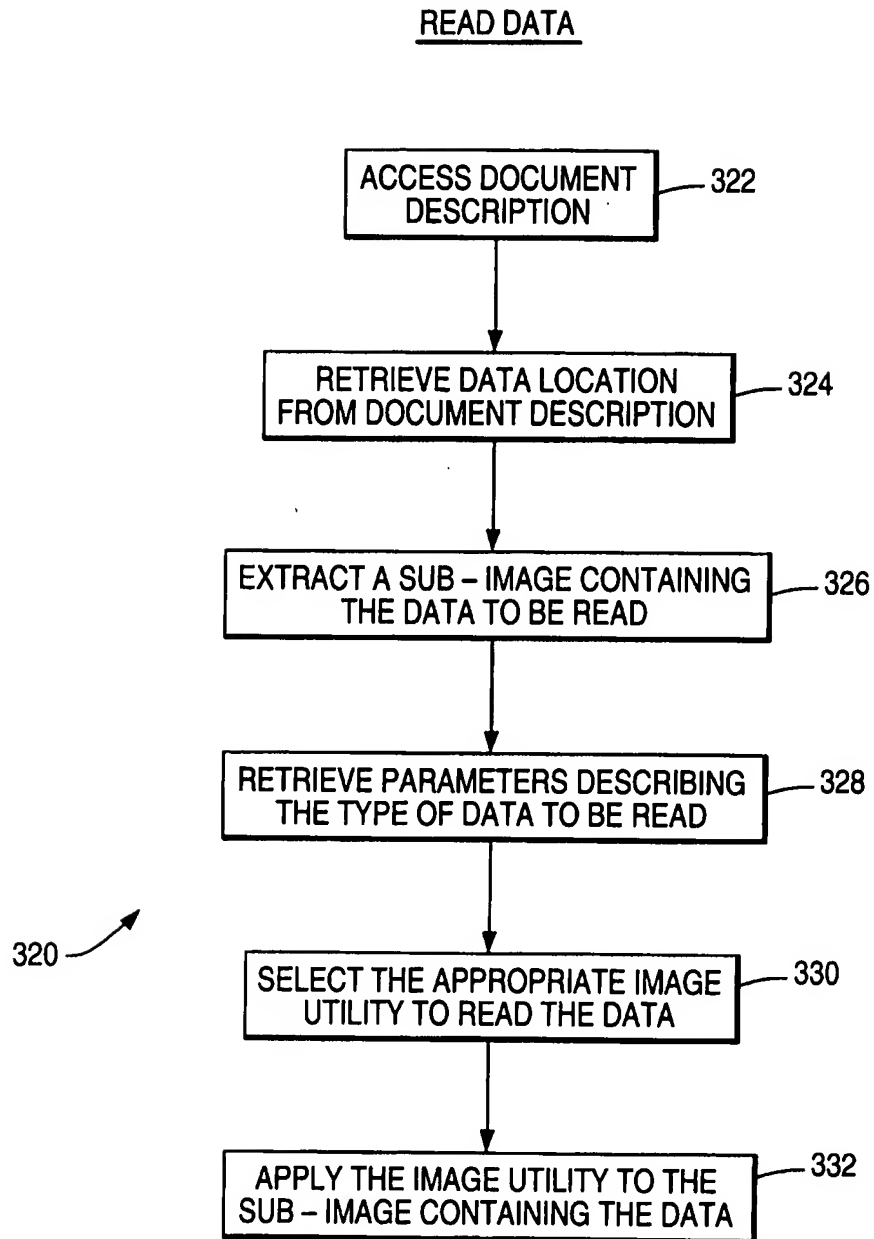 READ DATA
ACCESS DOCUMENT
DESCRIPTION
322
RETRIEVE DATA LOCATION
FROM DOCUMENT DESCRIPTION
324
EXTRACT A SUB – IMAGE CONTAINING
THE DATA TO BE READ
326
RETRIEVE PARAMETERS DESCRIBING
THE TYPE OF DATA TO BE READ
328
320
SELECT THE APPROPRIATE IMAGE
UTILITY TO READ THE DATA
330
APPLY THE IMAGE UTILITY TO THE
SUB – IMAGE CONTAINING THE DATA
332